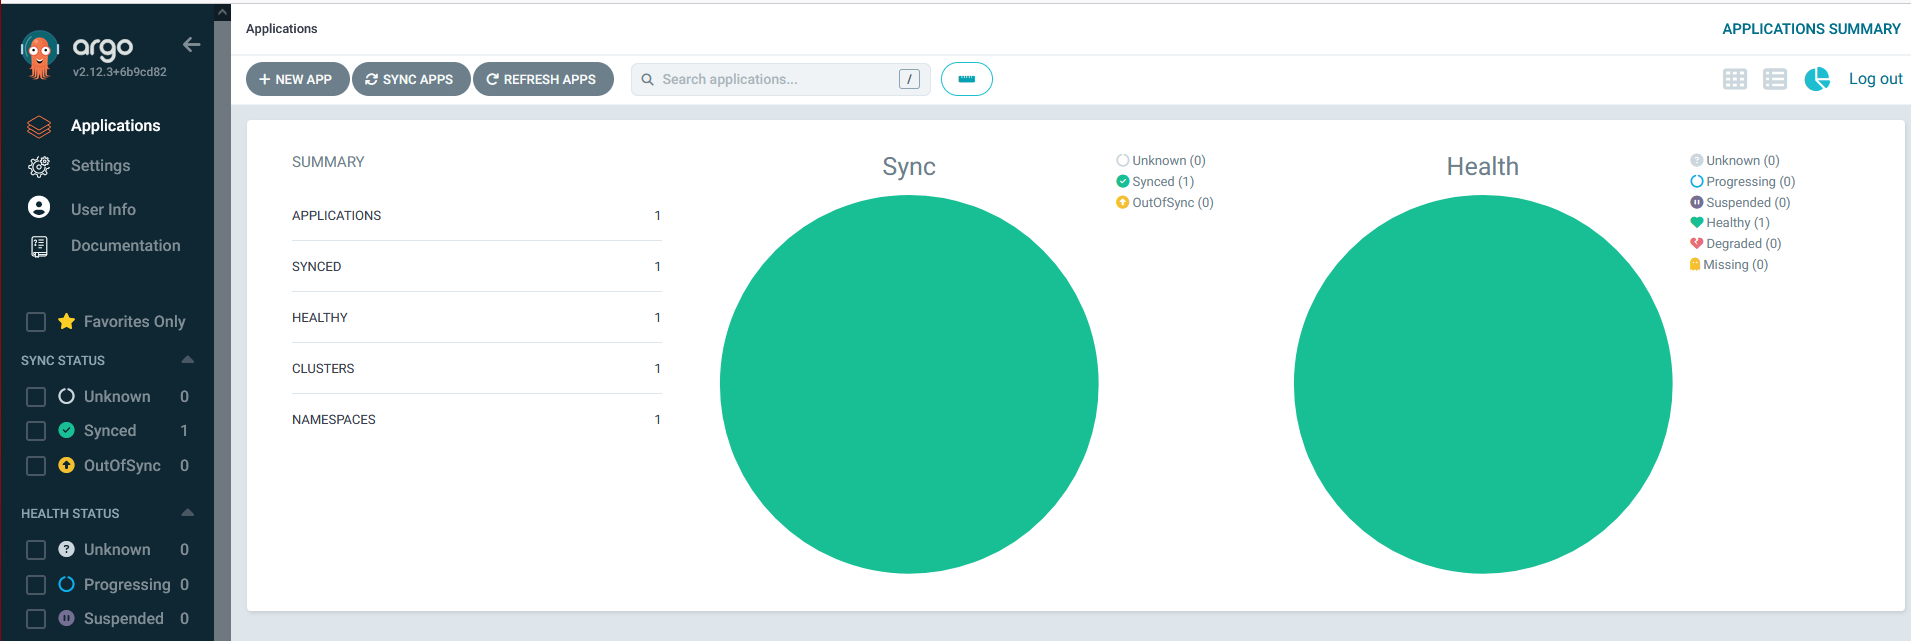 argo
v2.12.3+6b9cd82
Applications
Settings
User Info
Documentation
Favorites Only
SYNC STATUS
Unknown 0
Synced 1
OutOfSync 0
HEALTH STATUS
Unknown 0
Progressing 0
Suspended 0
Applications
APPLICATIONS SUMMARY
+ NEW APP
SYNC APPS
REFRESH APPS
Search applications... /
Log out
SUMMARY
APPLICATIONS 1
SYNCED 1
HEALTHY 1
CLUSTERS 1
NAMESPACES 1
Sync
Unknown (0)
Synced (1)
OutOfSync (0)
Health
Unknown (0)
Progressing (0)
Suspended (0)
Healthy (1)
Degraded (0)
Missing (0)